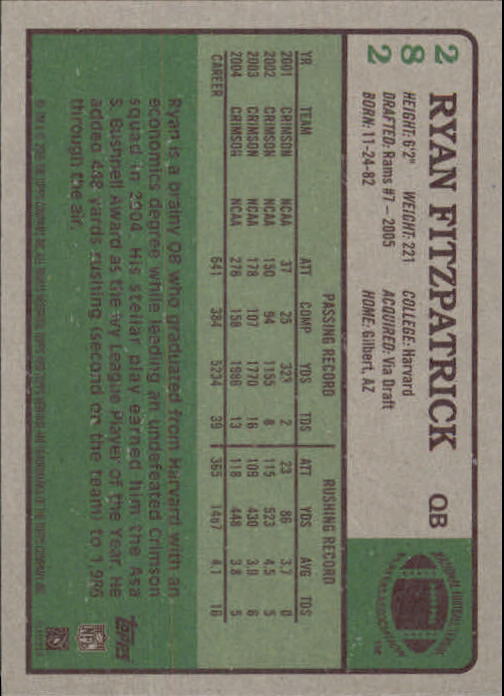 282
RYAN FITZPATRICK QB
HEIGHT: 6'2" WEIGHT: 221 COLLEGE: Harvard
DRAFTED: Rams #7 – 2005 ACQUIRED: Via Draft
BORN: 11-24-82 HOME: Gilbert, AZ
NATIONAL FOOTBALL LEAGUE
PASSING RECORD RUSHING RECORD
YR TEAM ATT COMP YDS TDS ATT YDS AVG TDS
2001 CRIMSON NCAA 37 25 323 2 23 86 3.7 0
2002 CRIMSON NCAA 150 94 1155 8 115 523 4.5 5
2003 CRIMSON NCAA 178 107 1770 16 109 430 3.9 6
2004 CRIMSON NCAA 276 158 1986 13 118 448 3.8 5
CAREER 641 384 5234 39 365 1487 4.1 16
Ryan is a brainy QB who graduated from Harvard with an
economics degree while leading an undefeated Crimson
squad in 2004. His stellar play earned him the Asa
S. Bushnell Award as the Ivy League Player of the Year. He
added 448 yards rushing (second on the team) to 1,986
through the air.
TOPPS
NFL